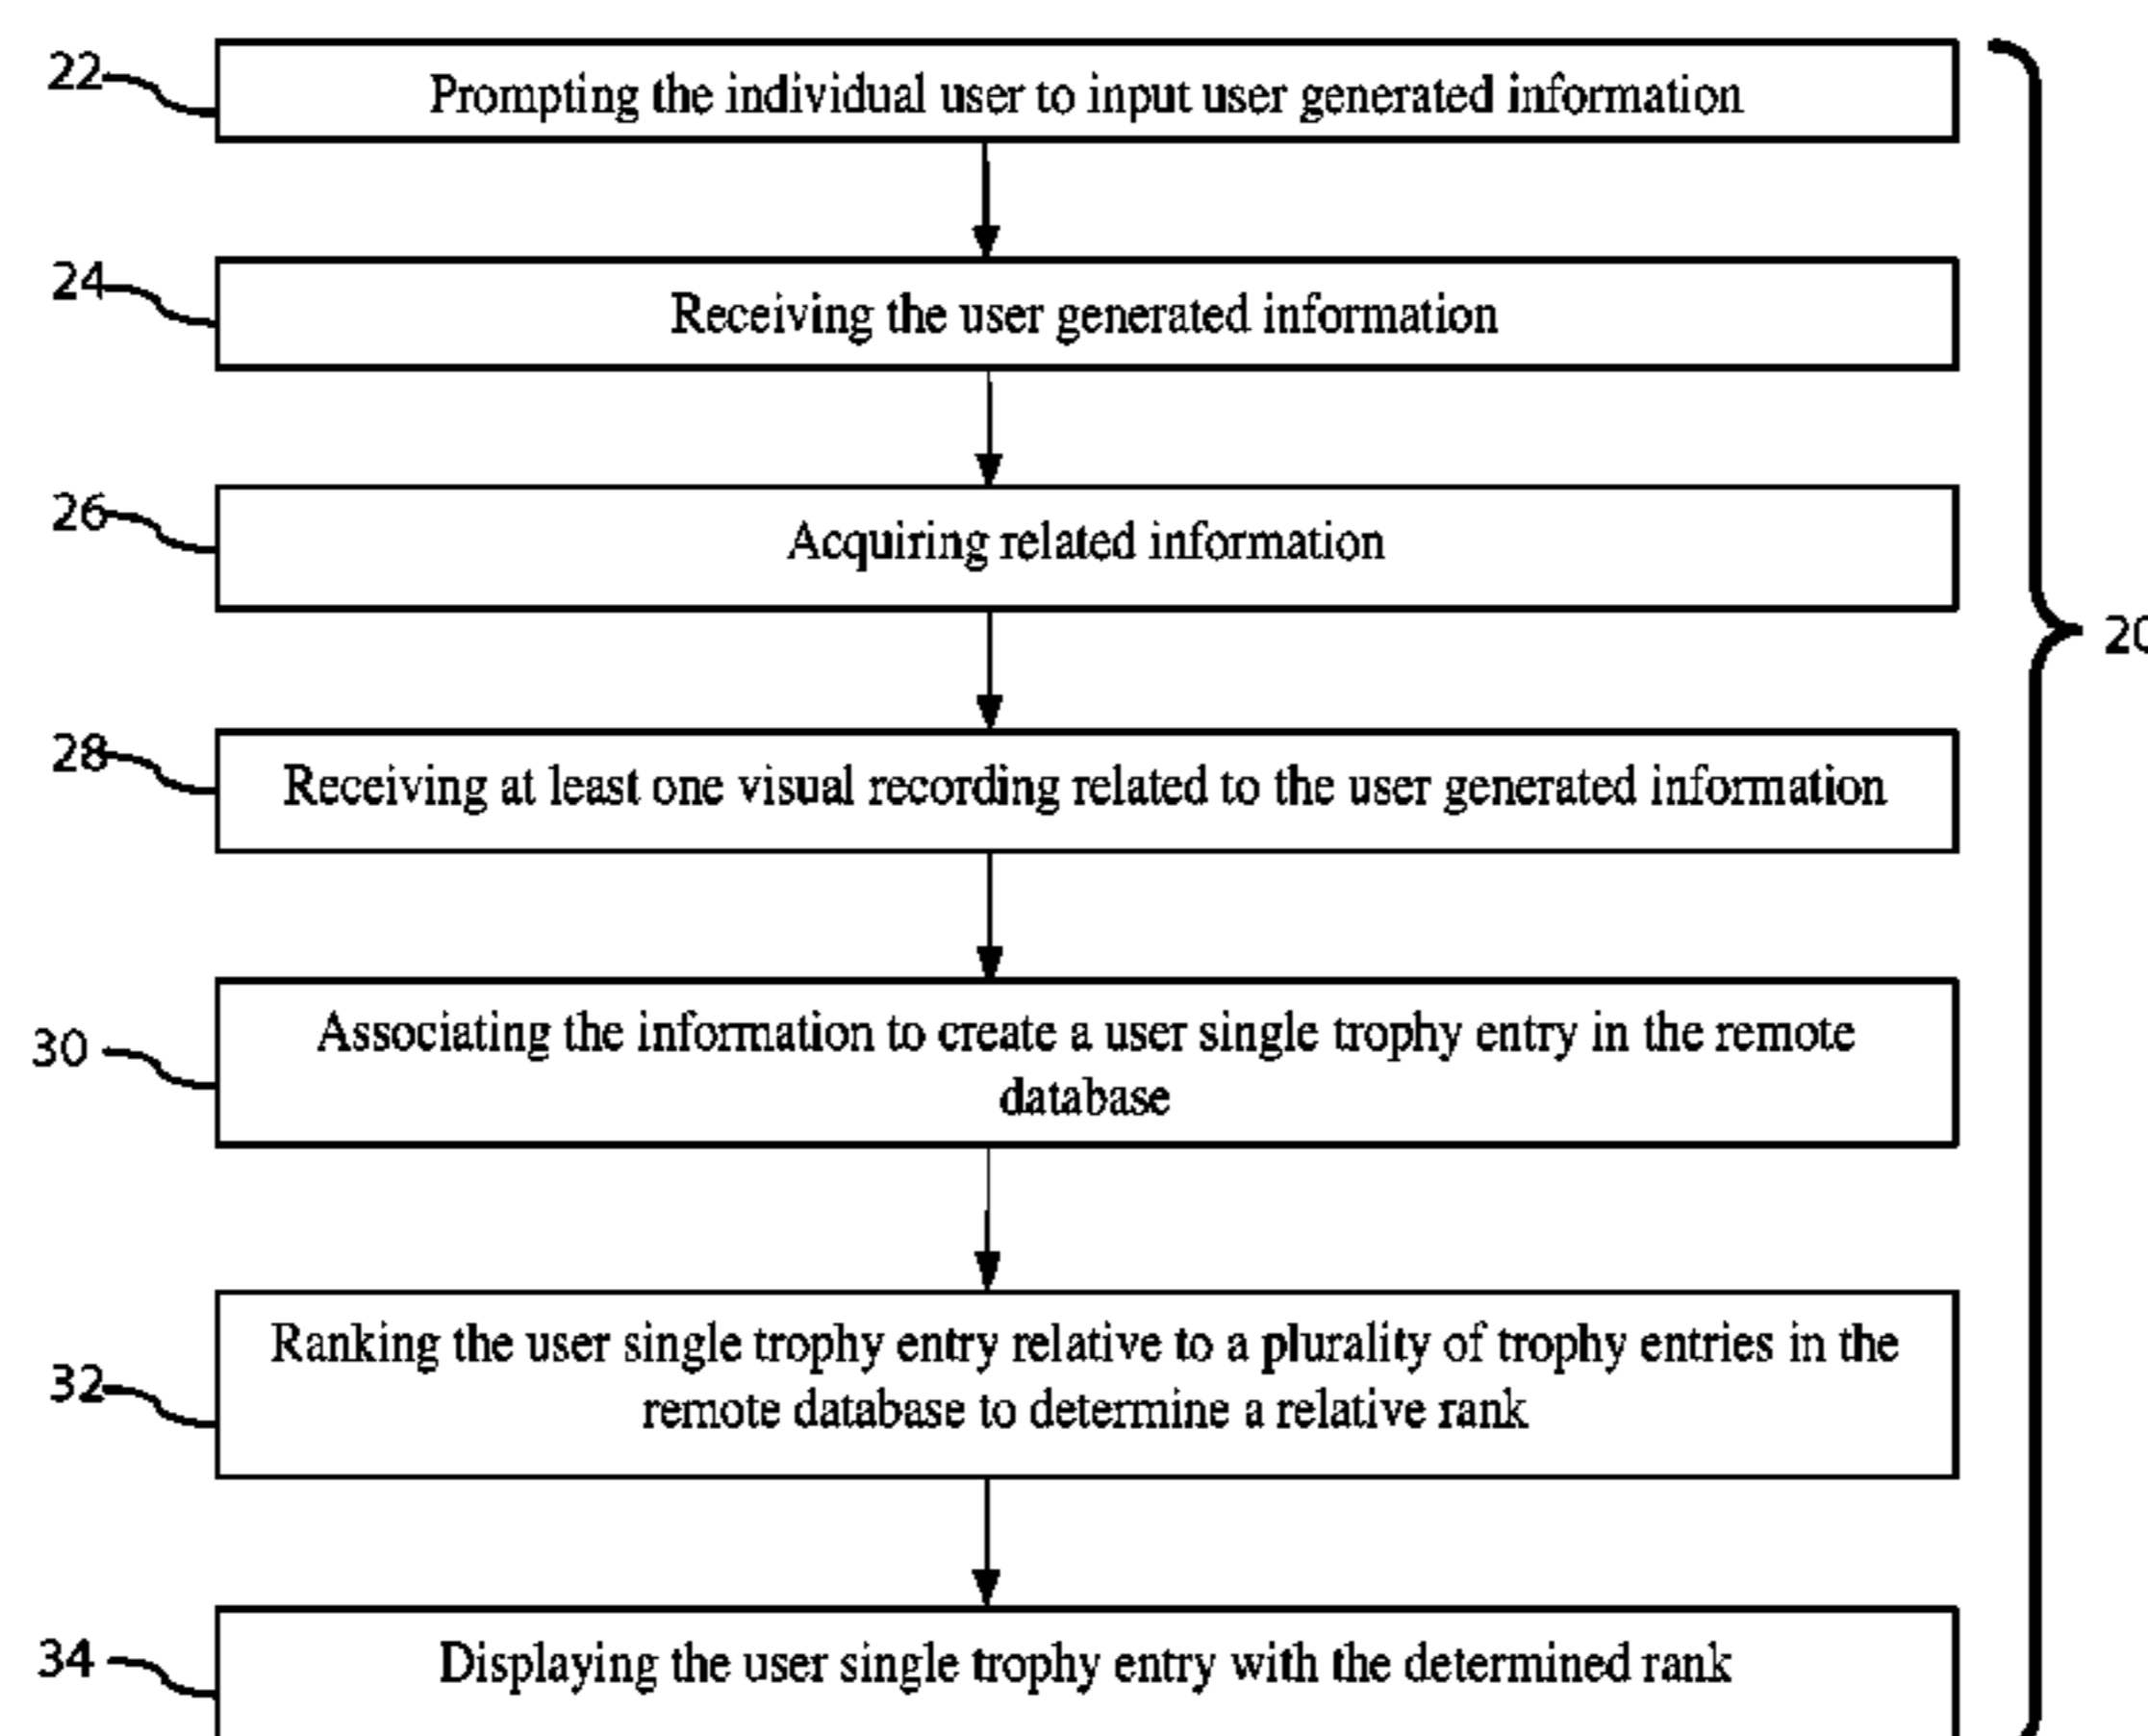 22
Prompting the individual user to input user generated information
24
Receiving the user generated information
26
Acquiring related information
20
28
Receiving at least one visual recording related to the user generated information
30
Associating the information to create a user single trophy entry in the remote
database
32
Ranking the user single trophy entry relative to a plurality of trophy entries in the
remote database to determine a relative rank
34
Displaying the user single trophy entry with the determined rank